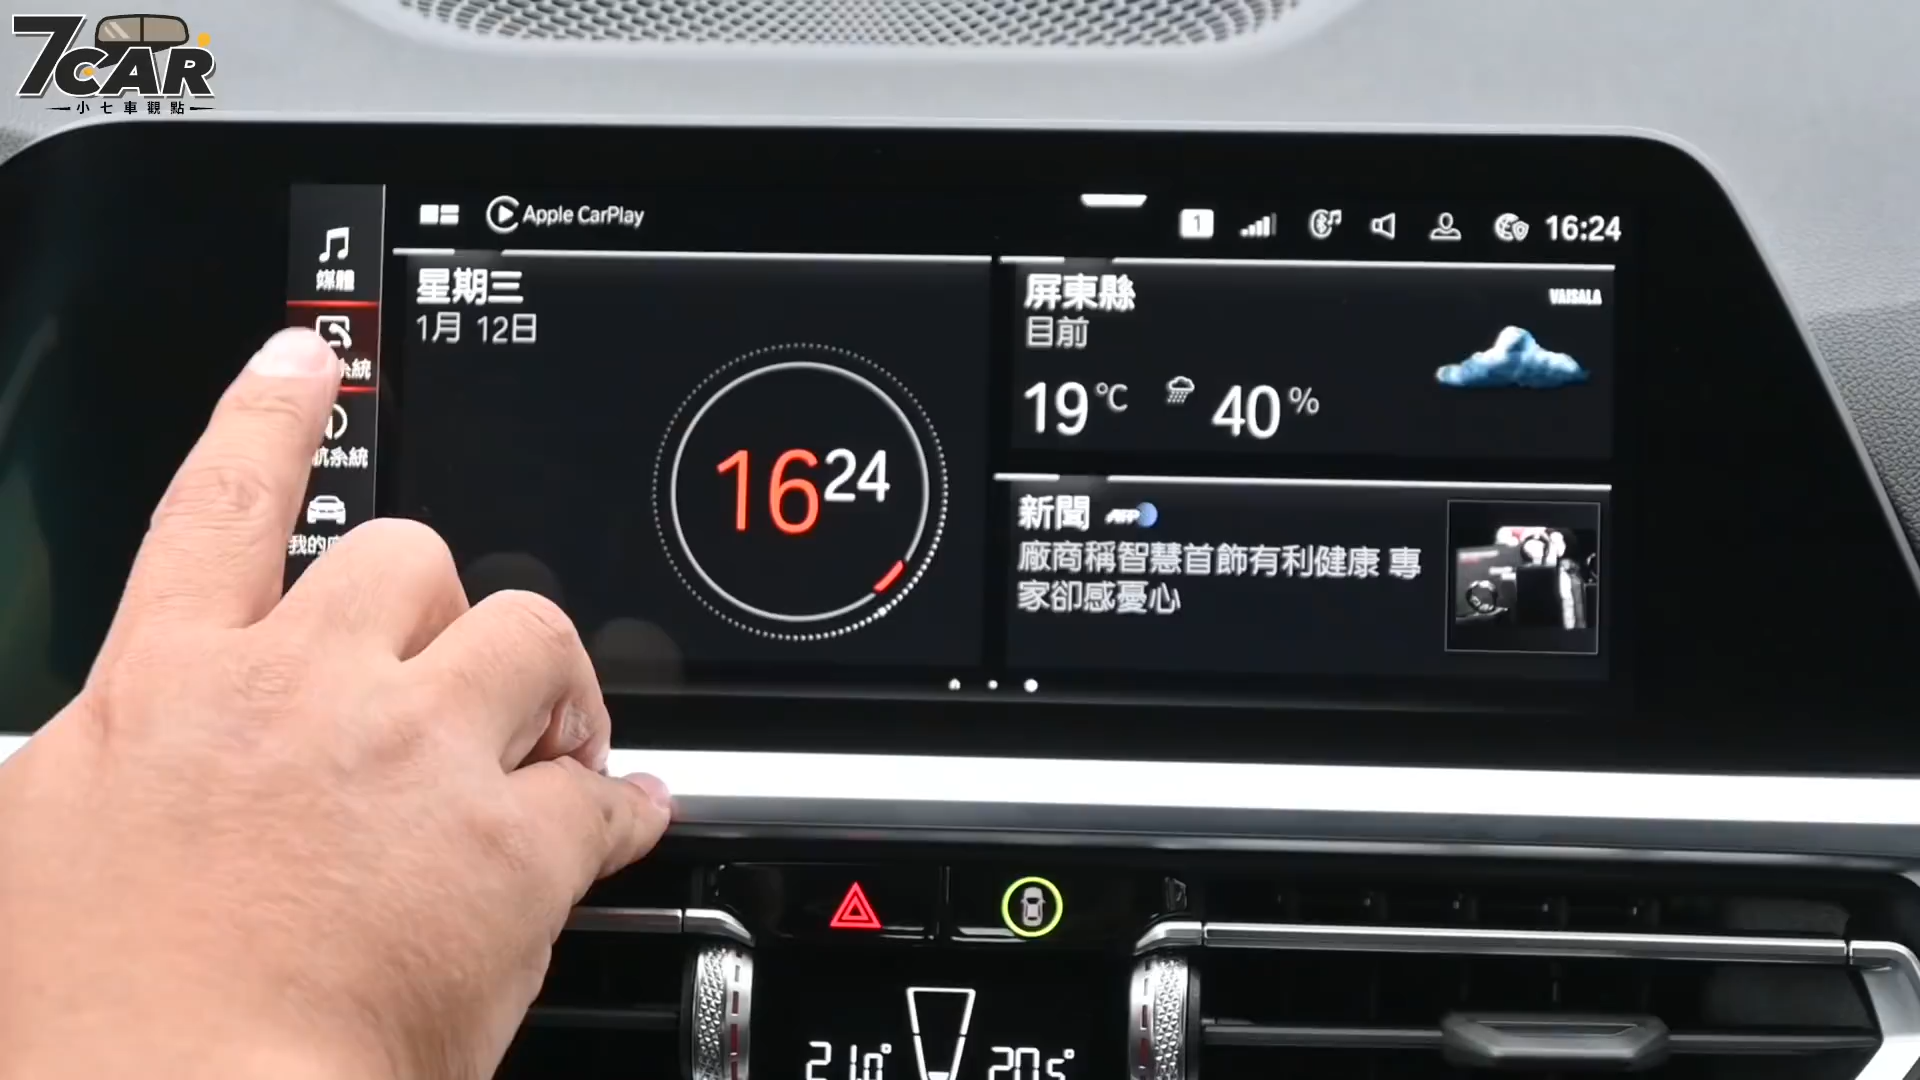 7CAR
小七車觀點
Apple CarPlay
1
16:24
媒體
系統
航系統
我的
星期三
1月 12日
1624
屏東縣
目前
VAISALA
19°C
40%
新聞 AFP
廠商稱智慧首飾有利健康 專
家卻感憂心
21.0°
20.5°